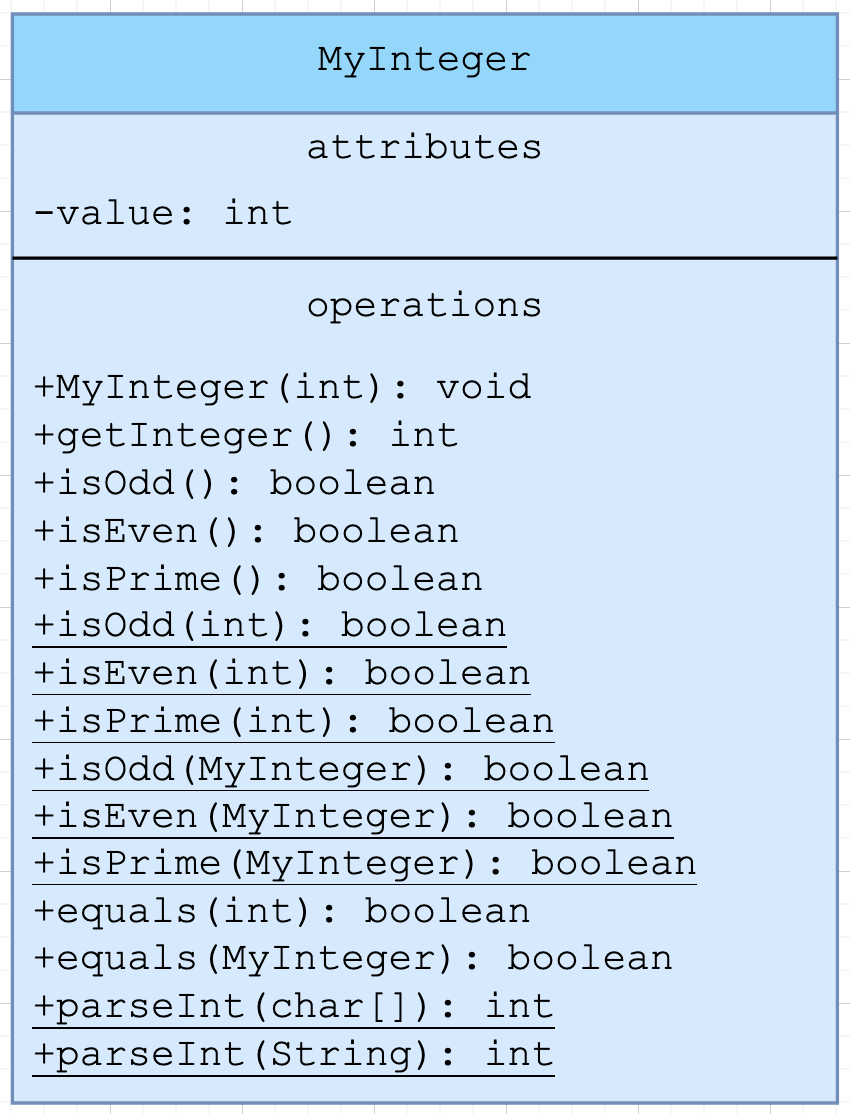 MyInteger
attributes
-value: int
operations
+MyInteger(int): void
+getInteger(): int
+isOdd(): boolean
+isEven(): boolean
+isPrime(): boolean
+isOdd(int): boolean
+isEven(int): boolean
+isPrime(int): boolean
+isOdd(MyInteger): boolean
+isEven(MyInteger): boolean
+isPrime(MyInteger): boolean
+equals(int): boolean
+equals(MyInteger): boolean
+parseInt(char[]): int
+parseInt(String): int